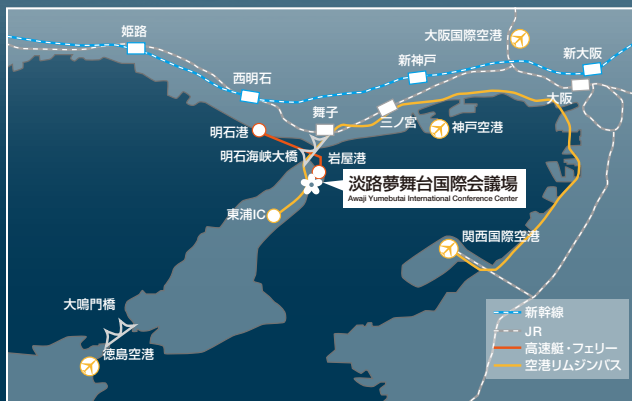 姫路
大阪国際空港
新神戸
新大阪
西明石
大阪
舞子
三ノ宮
明石港
神戸空港
明石海峡大橋
岩屋港
淡路夢舞台国際会議場
Awaji Yumebutai International Conference Center
東浦IC
関西国際空港
大鳴門橋
徳島空港
新幹線
JR
高速艇・フェリー
空港リムジンバス